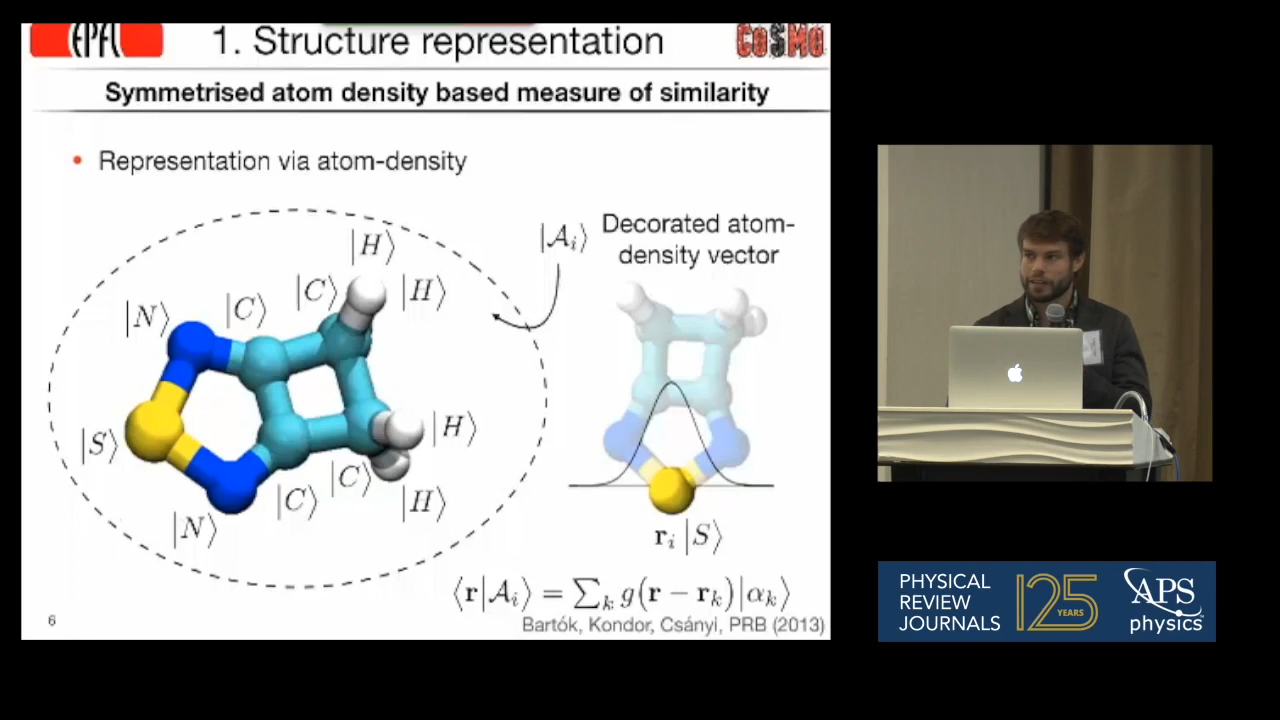 EPFL
1. Structure representation
COSMO
Symmetrised atom density based measure of similarity
• Representation via atom-density
|𝒜ᵢ⟩
Decorated atom-
density vector
|H⟩
|C⟩
|H⟩
|N⟩
|C⟩
|S⟩
|H⟩
|C⟩
|C⟩
|H⟩
|N⟩
rᵢ |S⟩
⟨r|𝒜ᵢ⟩ = ∑ₖ g(r − rₖ)|αₖ⟩
6
Bartók, Kondor, Csányi, PRB (2013)
PHYSICAL
REVIEW
JOURNALS
125
YEARS
APS
physics